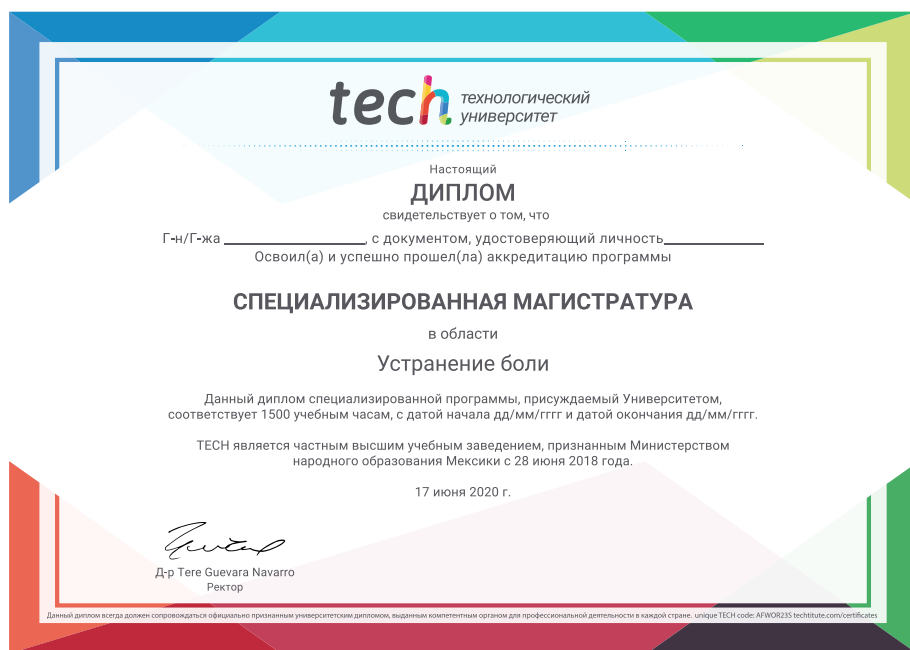 tech технологический
университет
Настоящий
ДИПЛОМ
свидетельствует о том, что
Г-н/Г-жа ____________, с документом, удостоверяющий личность____________
Освоил(а) и успешно прошел(ла) аккредитацию программы
СПЕЦИАЛИЗИРОВАННАЯ МАГИСТРАТУРА
в области
Устранение боли
Данный диплом специализированной программы, присуждаемый Университетом,
соответствует 1500 учебным часам, с датой начала дд/мм/гггг и датой окончания дд/мм/гггг.
TECH является частным высшим учебным заведением, признанным Министерством
народного образования Мексики с 28 июня 2018 года.
17 июня 2020 г.
Д-р Tere Guevara Navarro
Ректор
Данный диплом всегда должен сопровождаться официально признанным университетским дипломом, выданным компетентным органом для профессиональной деятельности в каждой стране. unique TECH code: AFWOR23S techtitute.com/certificates